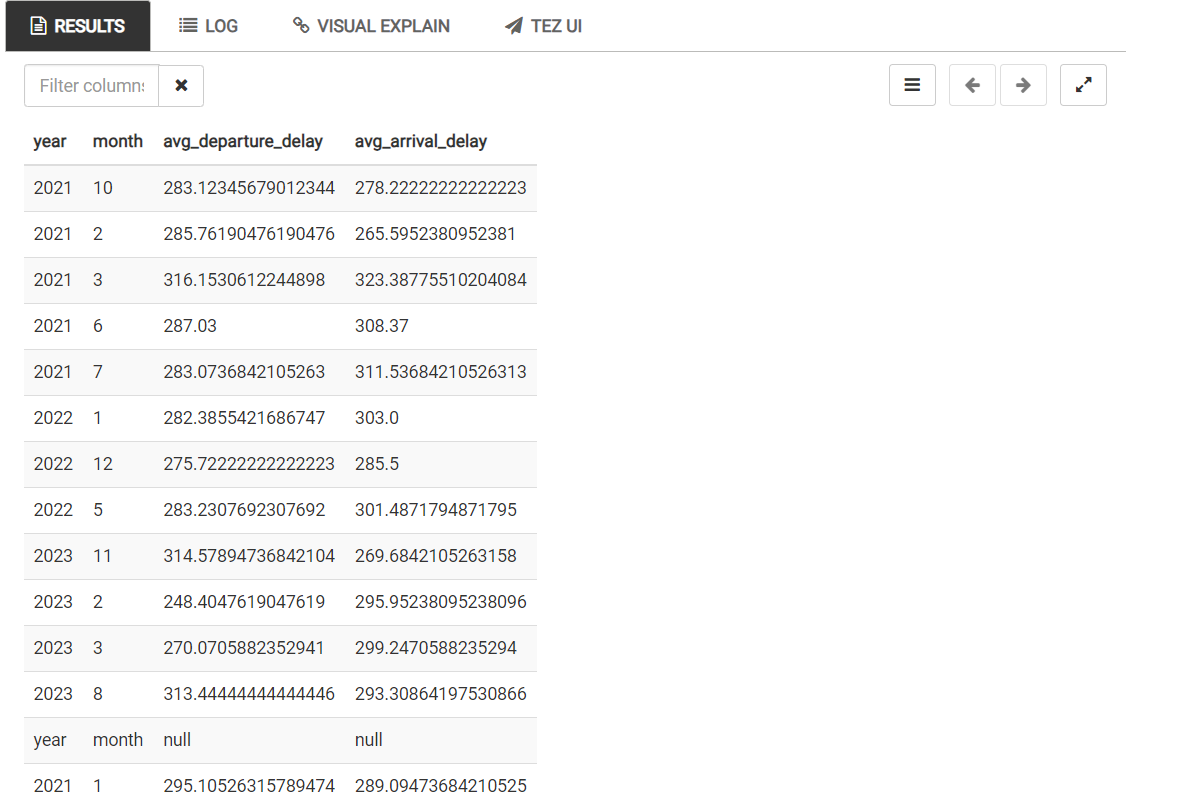 RESULTS LOG VISUAL EXPLAIN TEZ UI
Filter columns
year month avg_departure_delay avg_arrival_delay
2021 10 283.12345679012344 278.22222222222223
2021 2 285.76190476190476 265.5952380952381
2021 3 316.1530612244898 323.38775510204084
2021 6 287.03 308.37
2021 7 283.0736842105263 311.53684210526313
2022 1 282.3855421686747 303.0
2022 12 275.72222222222223 285.5
2022 5 283.2307692307692 301.4871794871795
2023 11 314.57894736842104 269.6842105263158
2023 2 248.4047619047619 295.95238095238096
2023 3 270.0705882352941 299.2470588235294
2023 8 313.44444444444446 293.30864197530866
year month null null
2021 1 295.10526315789474 289.09473684210525